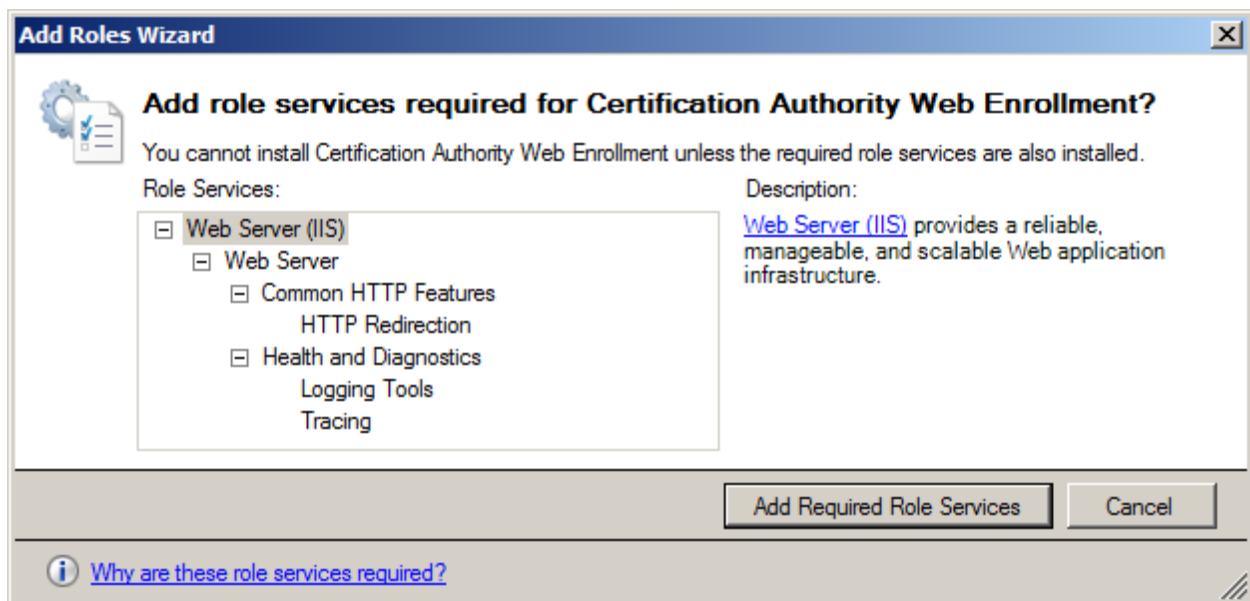 Add Roles Wizard
Add role services required for Certification Authority Web Enrollment?
You cannot install Certification Authority Web Enrollment unless the required role services are also installed.
Role Services:
Web Server (IIS)
Web Server
Common HTTP Features
HTTP Redirection
Health and Diagnostics
Logging Tools
Tracing
Description:
Web Server (IIS) provides a reliable,
manageable, and scalable Web application
infrastructure.
Add Required Role Services
Cancel
Why are these role services required?